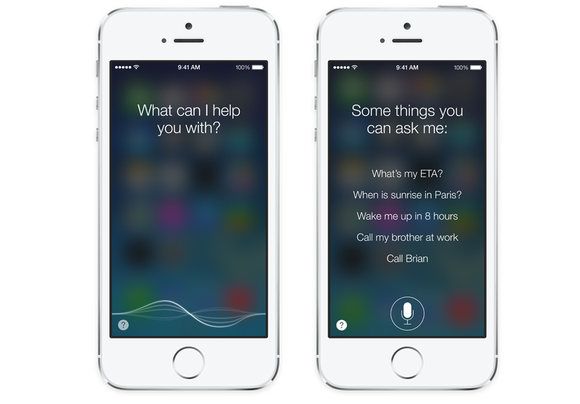 9:41 AM
100%
What can I help
you with?
?
9:41 AM
100%
Some things you
can ask me:
What's my ETA?
When is sunrise in Paris?
Wake me up in 8 hours
Call my brother at work
Call Brian
?